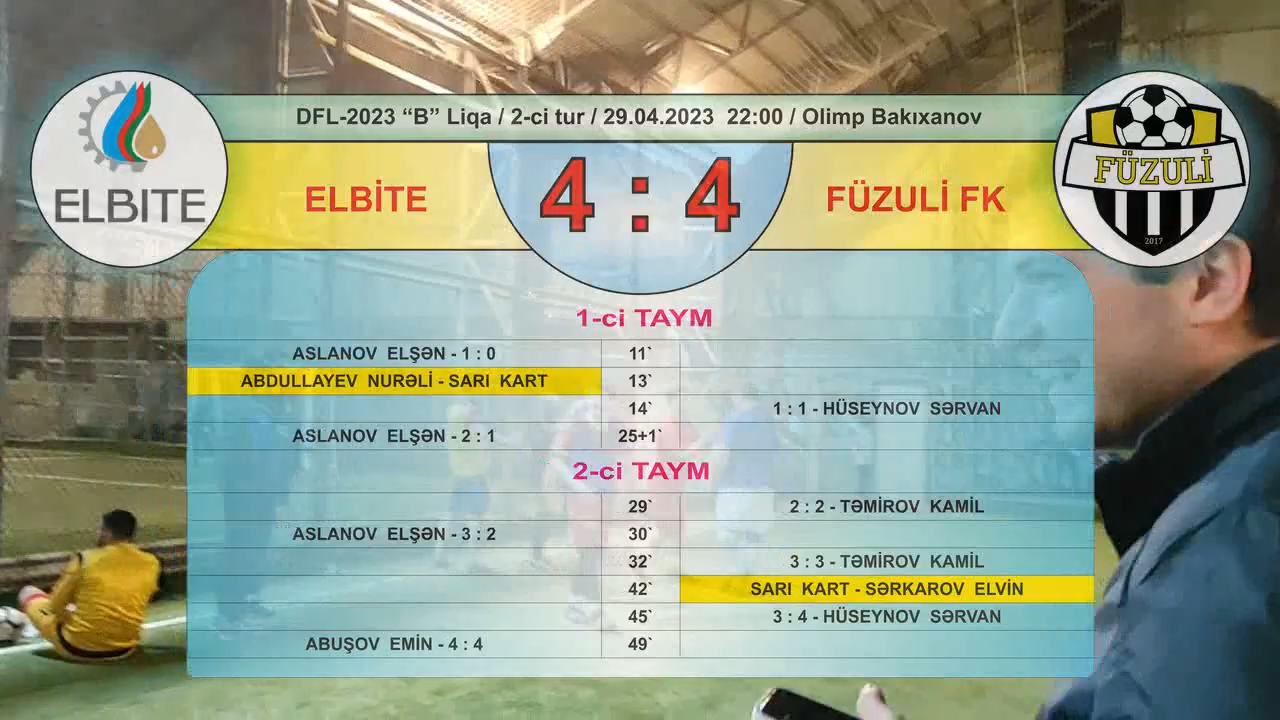 DFL-2023 “B” Liqa / 2-ci tur / 29.04.2023 22:00 / Olimp Bakıxanov
ELBITE
ELBİTE
4 : 4
FÜZULİ FK
FÜZULİ
2017
1-ci TAYM
ASLANOV ELŞƏN - 1 : 0 11`
ABDULLAYEV NURƏLİ - SARI KART 13`
14` 1 : 1 - HÜSEYNOV SƏRVAN
ASLANOV ELŞƏN - 2 : 1 25+1`
2-ci TAYM
29` 2 : 2 - TƏMİROV KAMİL
ASLANOV ELŞƏN - 3 : 2 30`
32` 3 : 3 - TƏMİROV KAMİL
42` SARI KART - SƏRKAROV ELVİN
45` 3 : 4 - HÜSEYNOV SƏRVAN
ABUŞOV EMİN - 4 : 4 49`